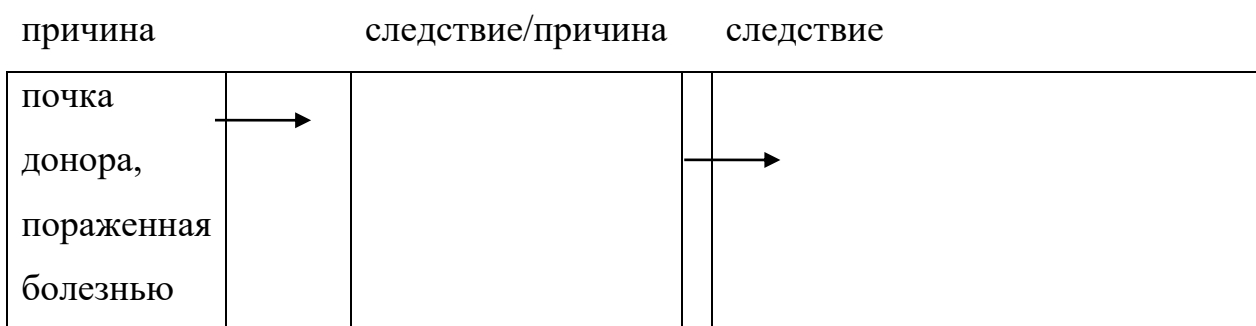 причина следствие/причина следствие
почка
донора,
пораженная
болезнью